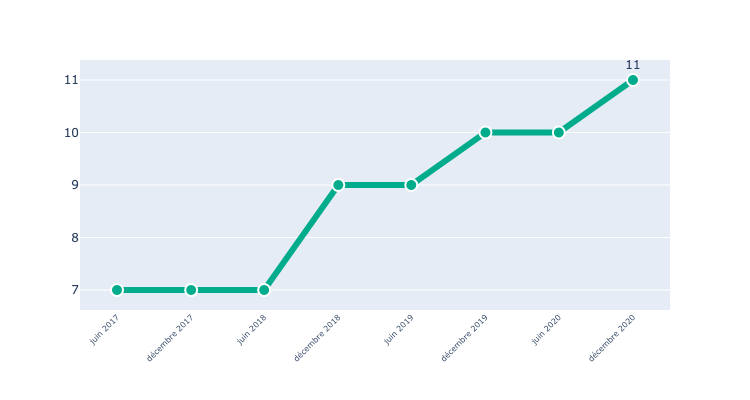 11
11
10
9
8
7
juin 2017
décembre 2017
juin 2018
décembre 2018
juin 2019
décembre 2019
juin 2020
décembre 2020